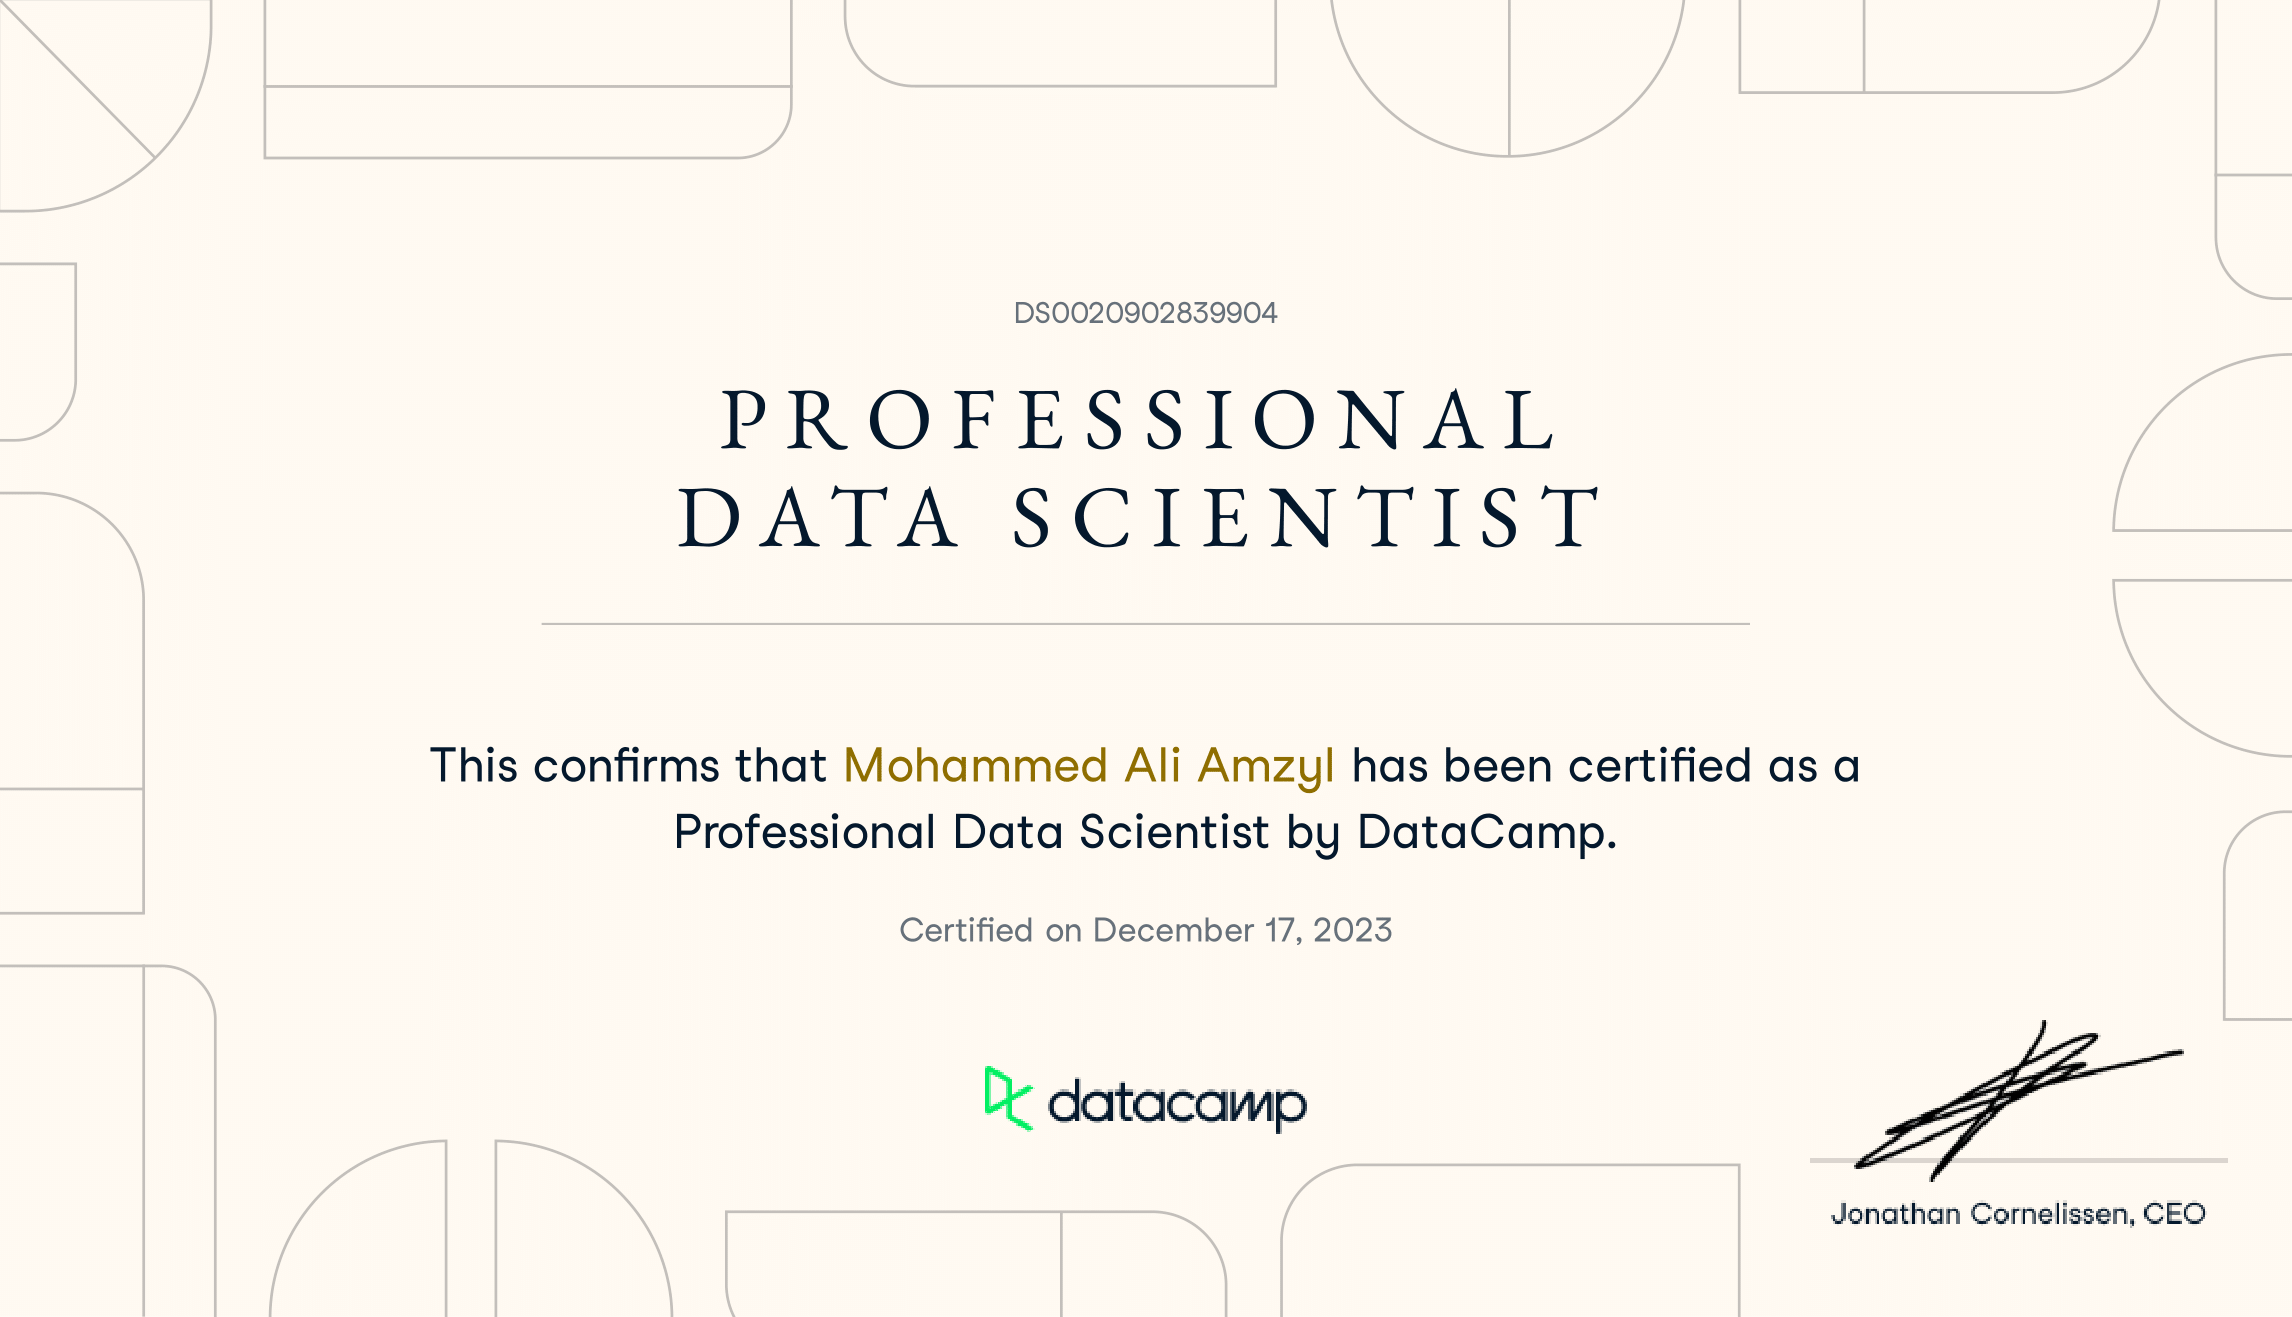 DS0020902839904
PROFESSIONAL
DATA SCIENTIST
This confirms that Mohammed Ali Amzyl has been certified as a
Professional Data Scientist by DataCamp.
Certified on December 17, 2023
datacamp
Jonathan Cornelissen, CEO